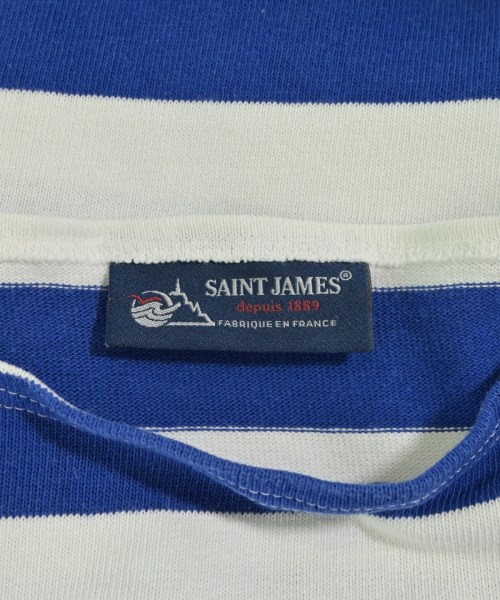 SAINT JAMES®
depuis 1889
FABRIQUE EN FRANCE